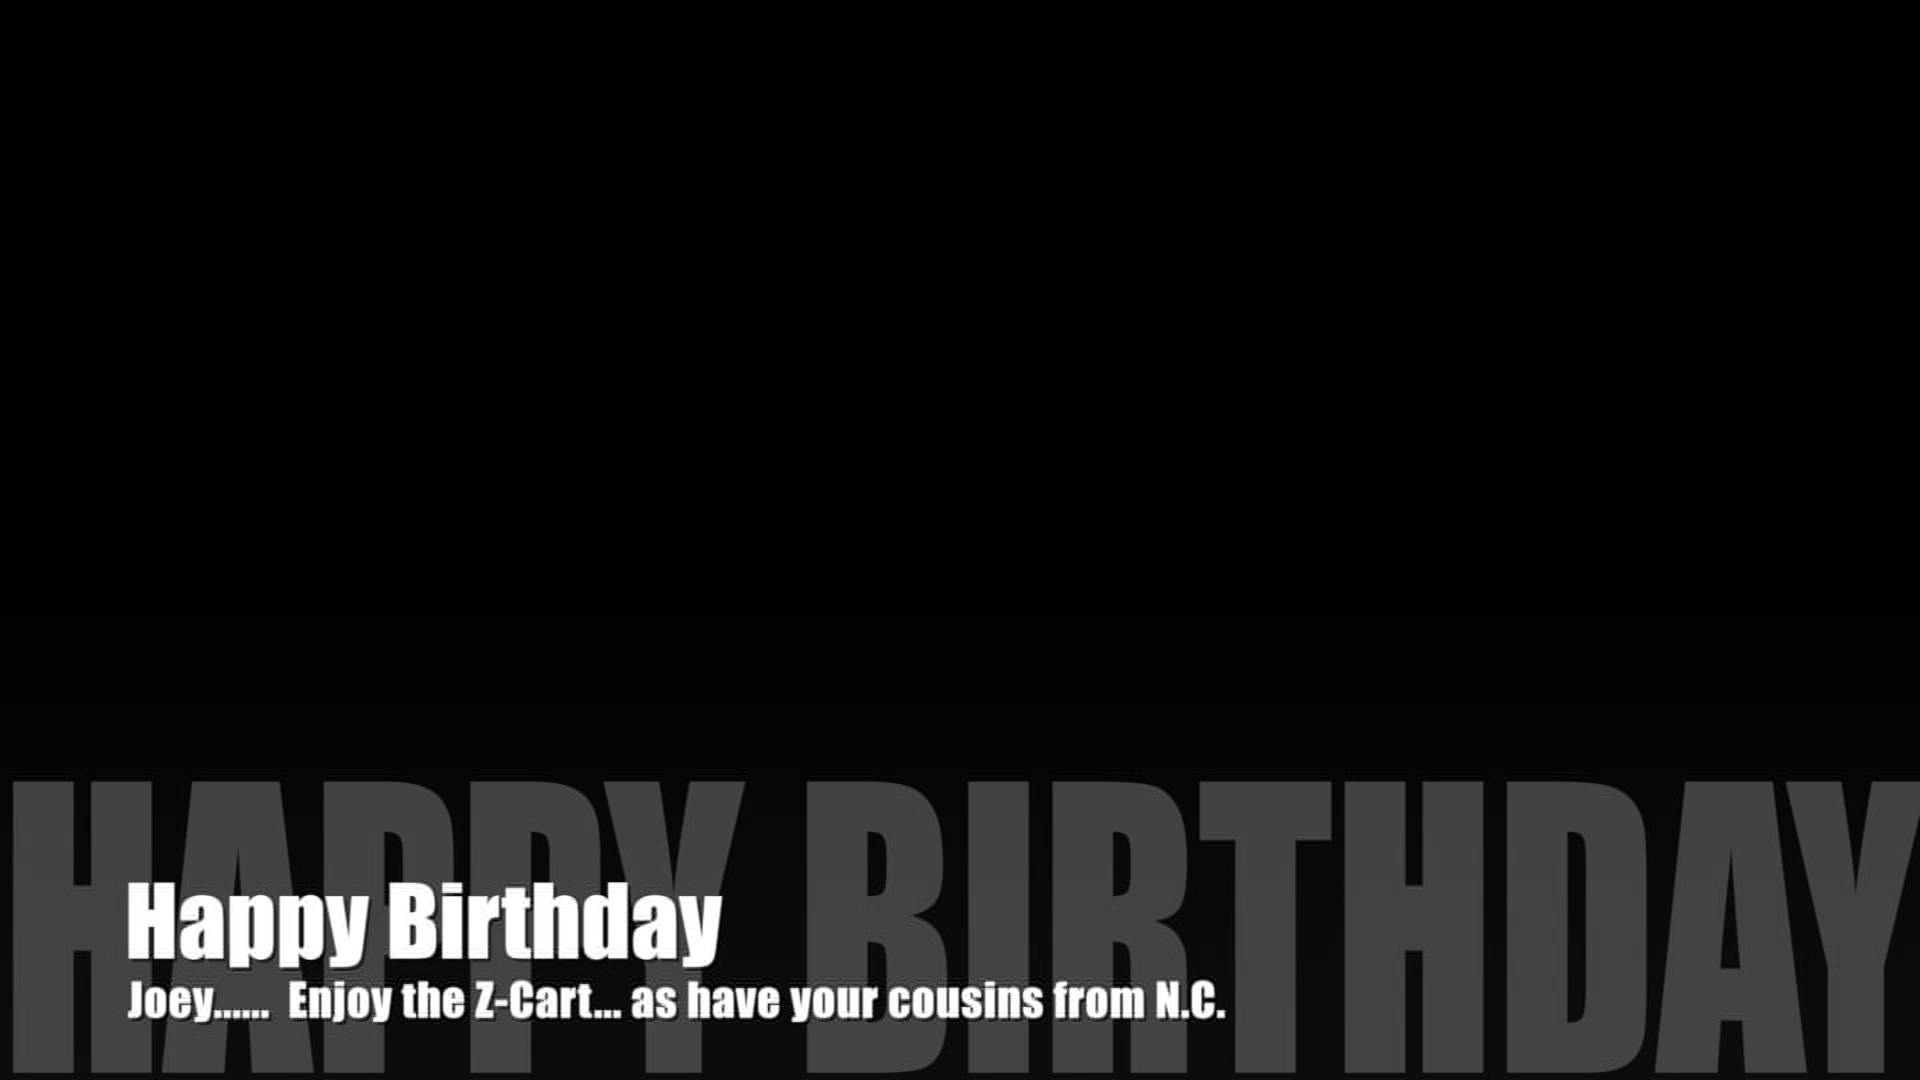 HAPPY BIRTHDAY
Happy Birthday
Joey...... Enjoy the Z-Cart... as have your cousins from N.C.